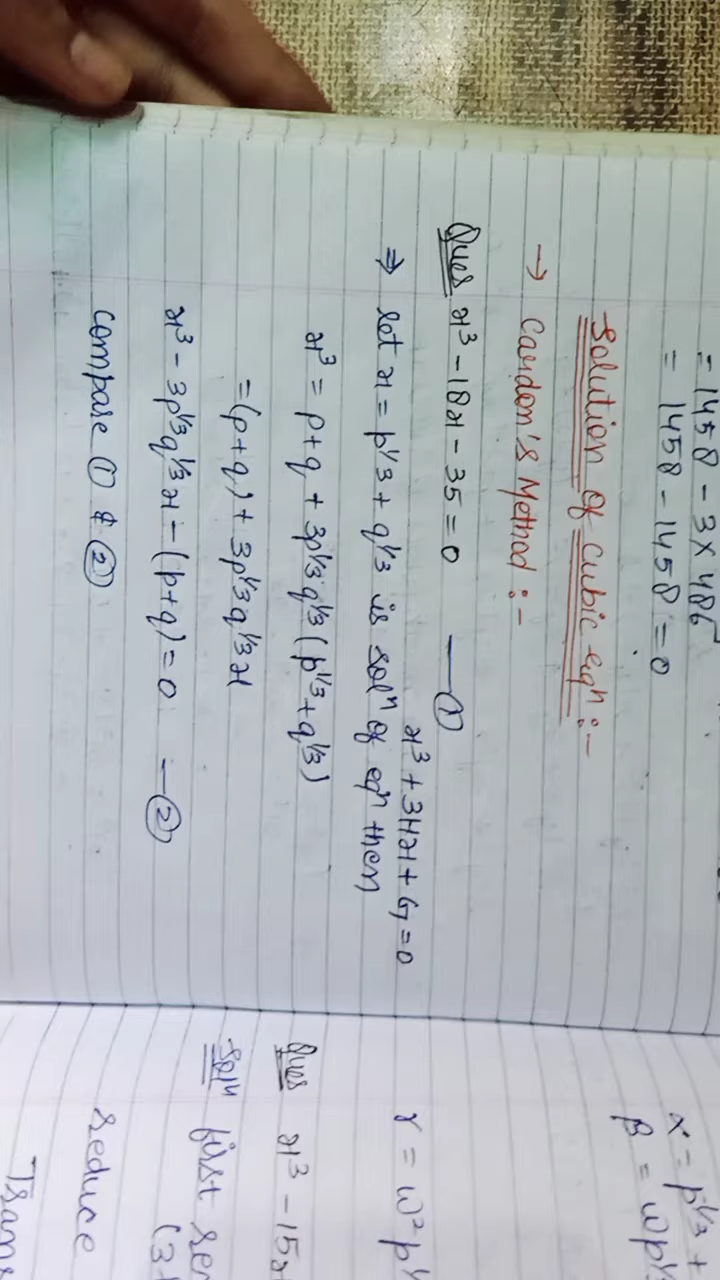 = 1458 - 3 × 486
= 1458 - 1458 = 0
Solution of cubic eqⁿ :-
→ Cardon's Method :-
Ques x³ - 18x - 35 = 0 — ①
x³ + 3Hx + G = 0
⇒ let x = p^1/3 + q^1/3 is solⁿ of eqⁿ then
x³ = p + q + 3p^1/3 q^1/3 (p^1/3 + q^1/3)
= (p + q) + 3p^1/3 q^1/3 x
x³ - 3p^1/3 q^1/3 x - (p + q) = 0 — ②
compare ① & ②
α = p^1/3 +
β = ωp
γ = ω² p
Ques x³ - 15x
Solⁿ first
(3
reduce